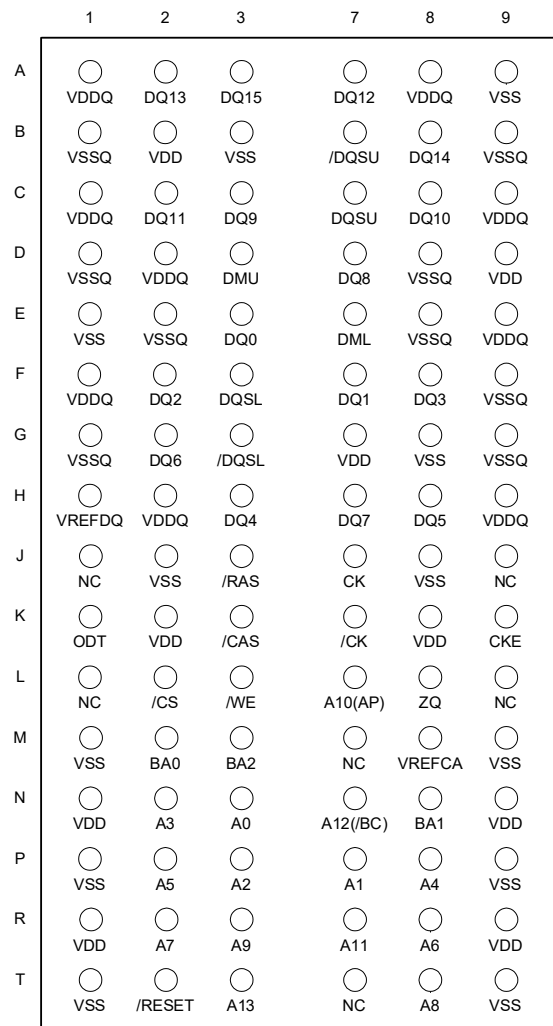 1 2 3 7 8 9
A
VDDQ DQ13 DQ15 DQ12 VDDQ VSS
B
VSSQ VDD VSS /DQSU DQ14 VSSQ
C
VDDQ DQ11 DQ9 DQSU DQ10 VDDQ
D
VSSQ VDDQ DMU DQ8 VSSQ VDD
E
VSS VSSQ DQ0 DML VSSQ VDDQ
F
VDDQ DQ2 DQSL DQ1 DQ3 VSSQ
G
VSSQ DQ6 /DQSL VDD VSS VSSQ
H
VREFDQ VDDQ DQ4 DQ7 DQ5 VDDQ
J
NC VSS /RAS CK VSS NC
K
ODT VDD /CAS /CK VDD CKE
L
NC /CS /WE A10(AP) ZQ NC
M
VSS BA0 BA2 NC VREFCA VSS
N
VDD A3 A0 A12(/BC) BA1 VDD
P
VSS A5 A2 A1 A4 VSS
R
VDD A7 A9 A11 A6 VDD
T
VSS /RESET A13 NC A8 VSS